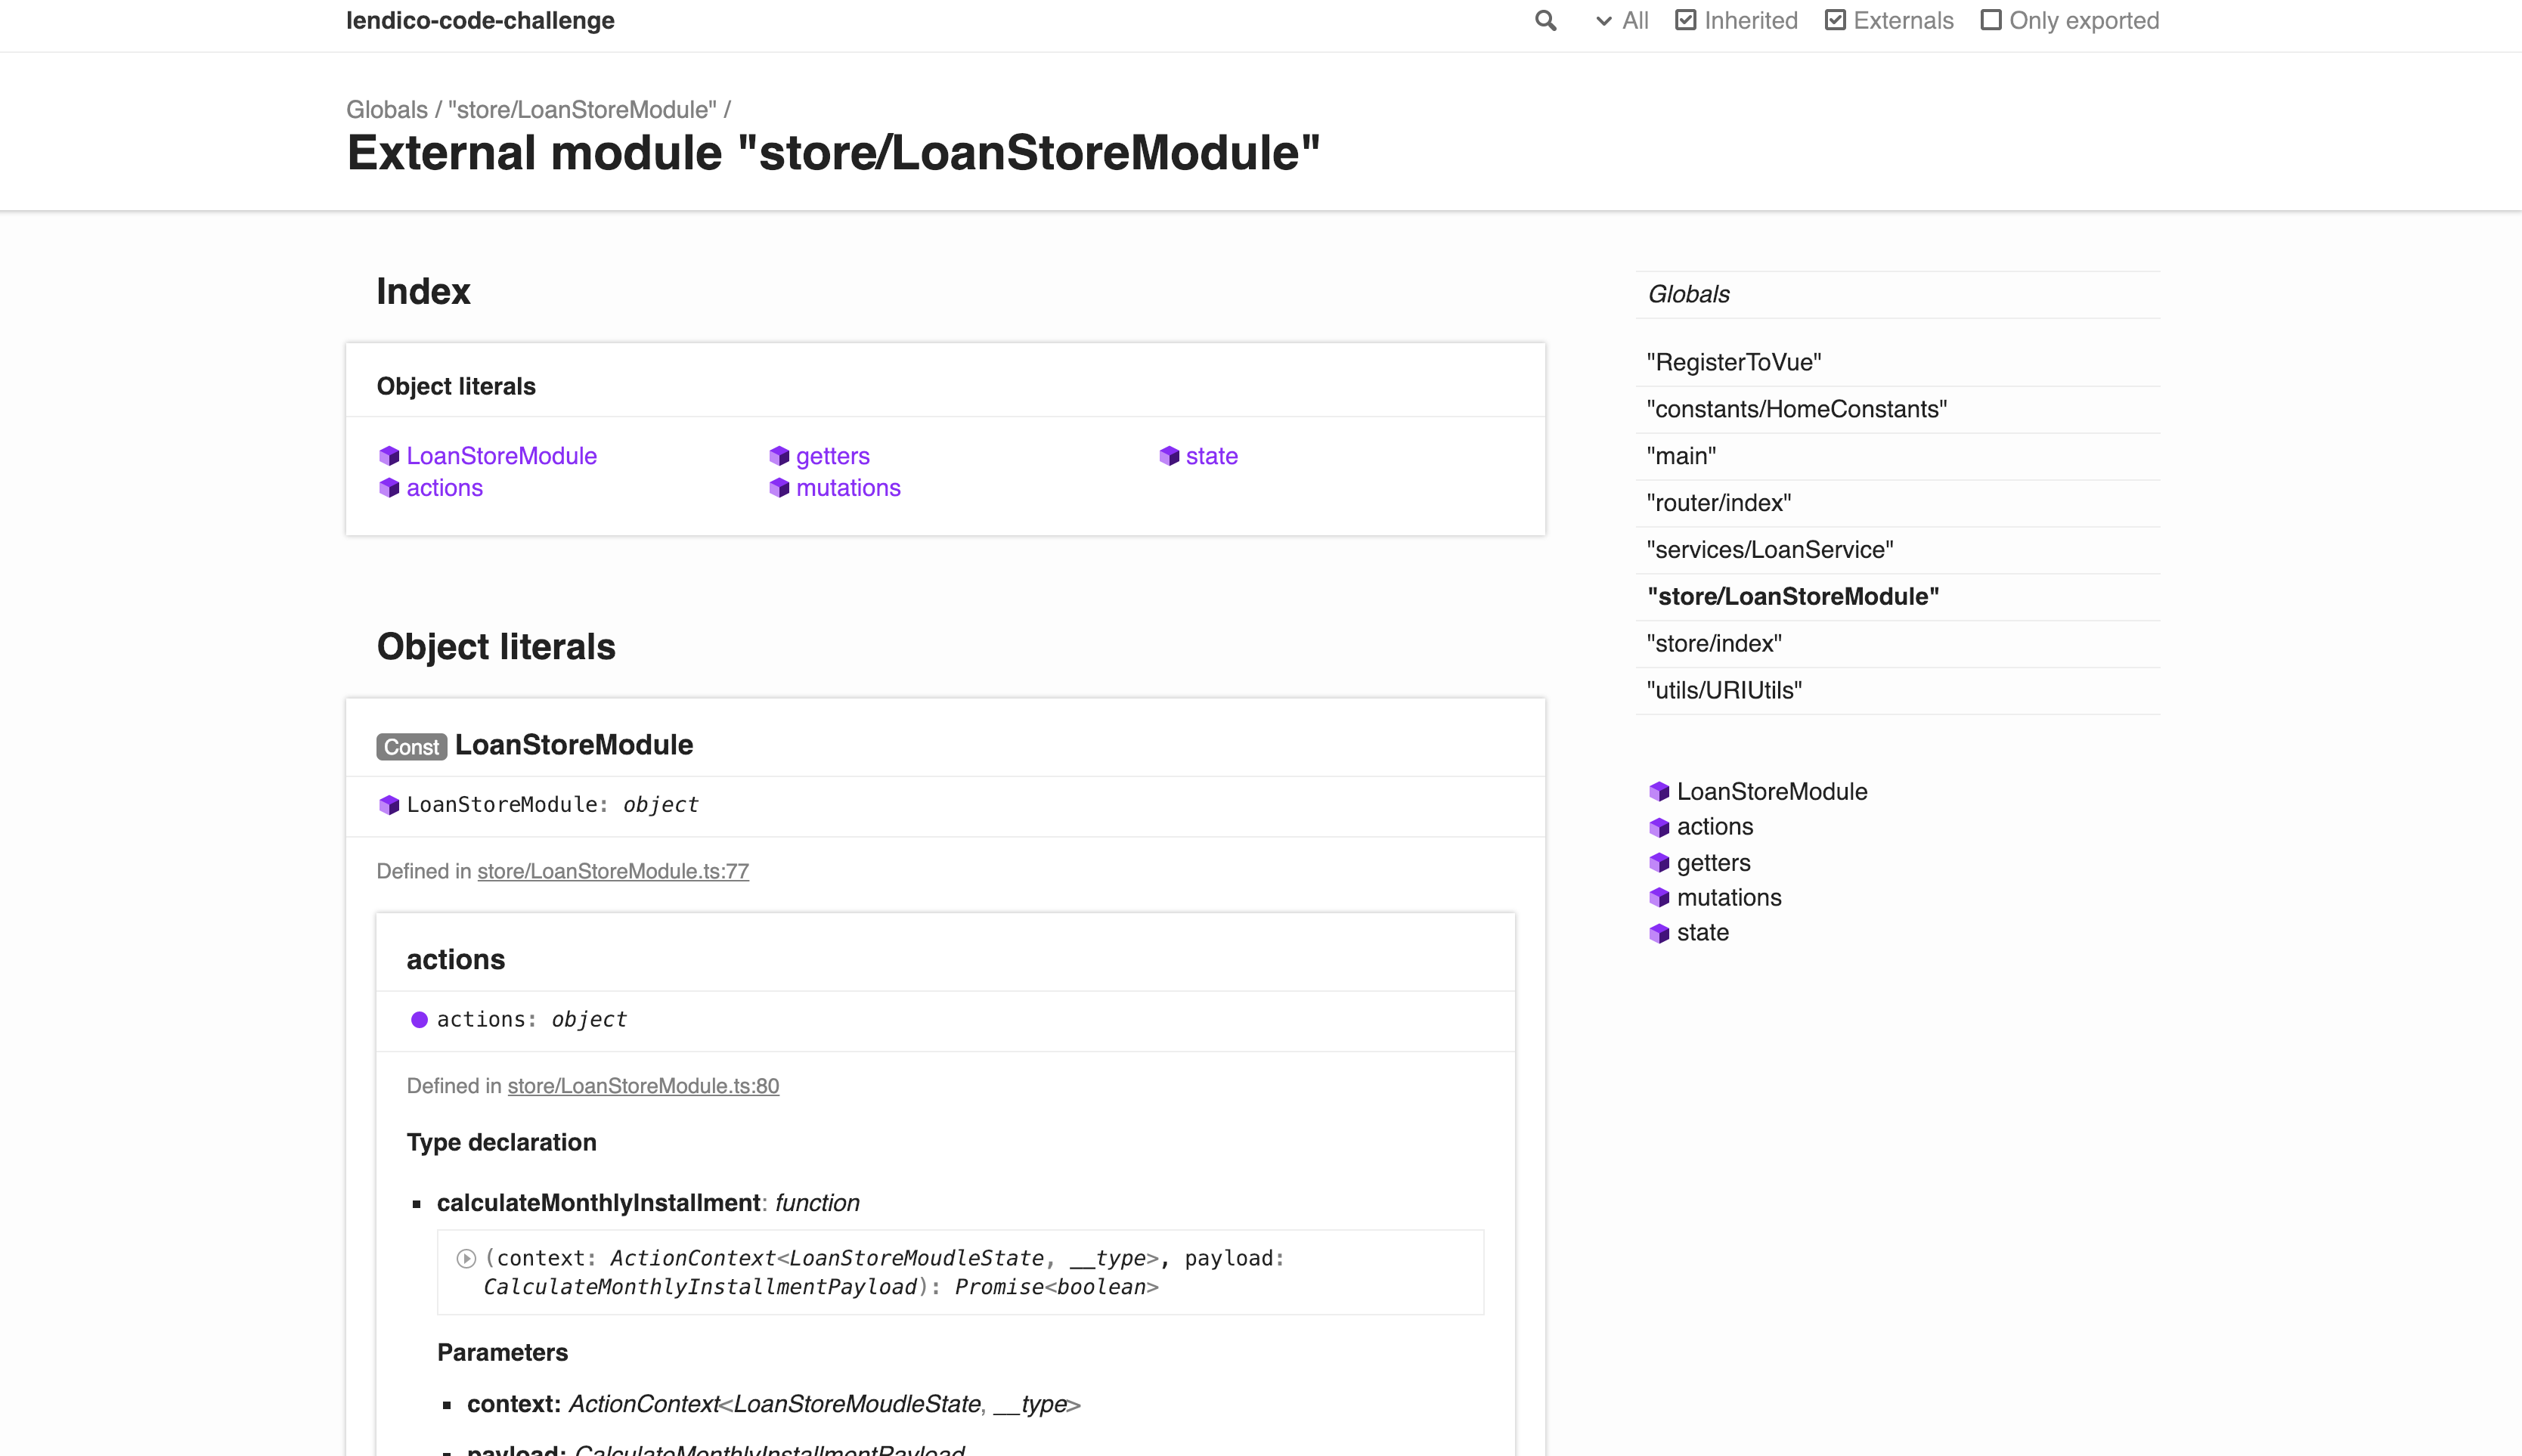 lendico-code-challenge
All Inherited Externals Only exported
Globals / "store/LoanStoreModule" /
External module "store/LoanStoreModule"
Index
Object literals
LoanStoreModule getters state
actions mutations
Object literals
Const LoanStoreModule
LoanStoreModule: object
Defined in store/LoanStoreModule.ts:77
actions
actions: object
Defined in store/LoanStoreModule.ts:80
Type declaration
calculateMonthlyInstallment: function
(context: ActionContext<LoanStoreMoudleState, __type>, payload:
CalculateMonthlyInstallmentPayload): Promise<boolean>
Parameters
context: ActionContext<LoanStoreMoudleState, __type>
payload: CalculateMonthlyInstallmentPayload
Globals
"RegisterToVue"
"constants/HomeConstants"
"main"
"router/index"
"services/LoanService"
"store/LoanStoreModule"
"store/index"
"utils/URIUtils"
LoanStoreModule
actions
getters
mutations
state